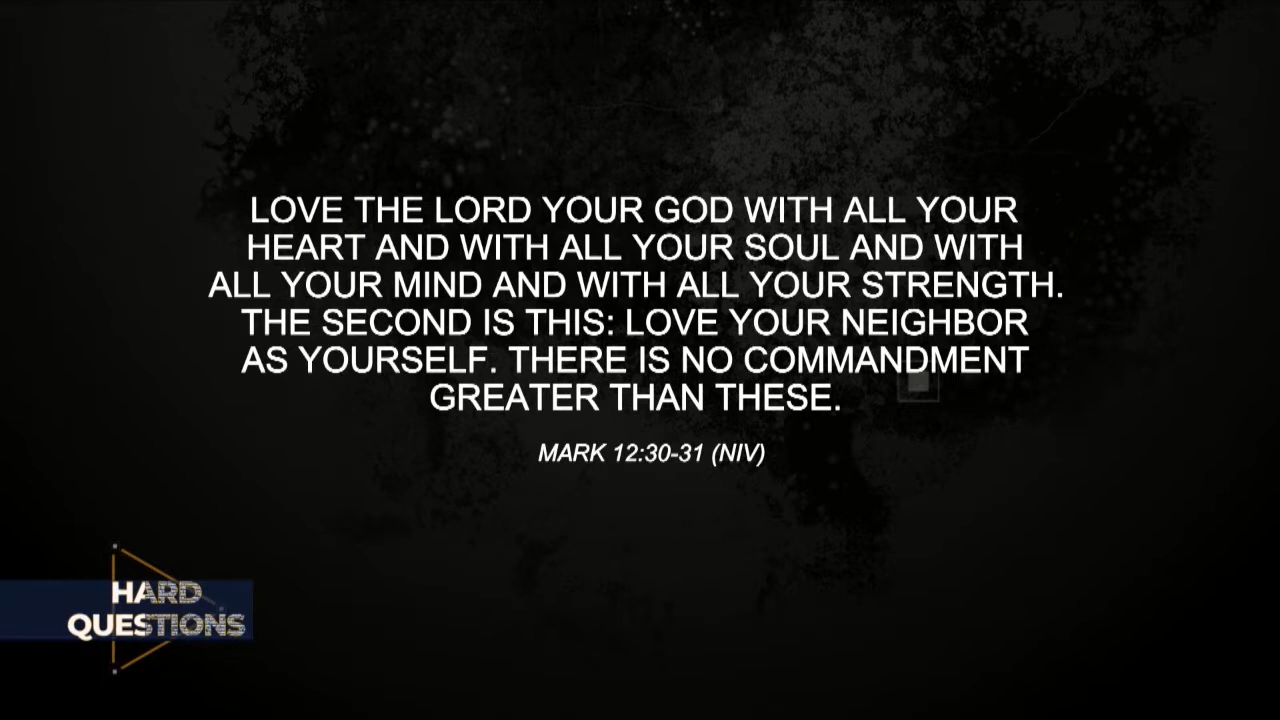 LOVE THE LORD YOUR GOD WITH ALL YOUR
HEART AND WITH ALL YOUR SOUL AND WITH
ALL YOUR MIND AND WITH ALL YOUR STRENGTH.
THE SECOND IS THIS: LOVE YOUR NEIGHBOR
AS YOURSELF. THERE IS NO COMMANDMENT
GREATER THAN THESE.
MARK 12:30-31 (NIV)
HARD
QUESTIONS